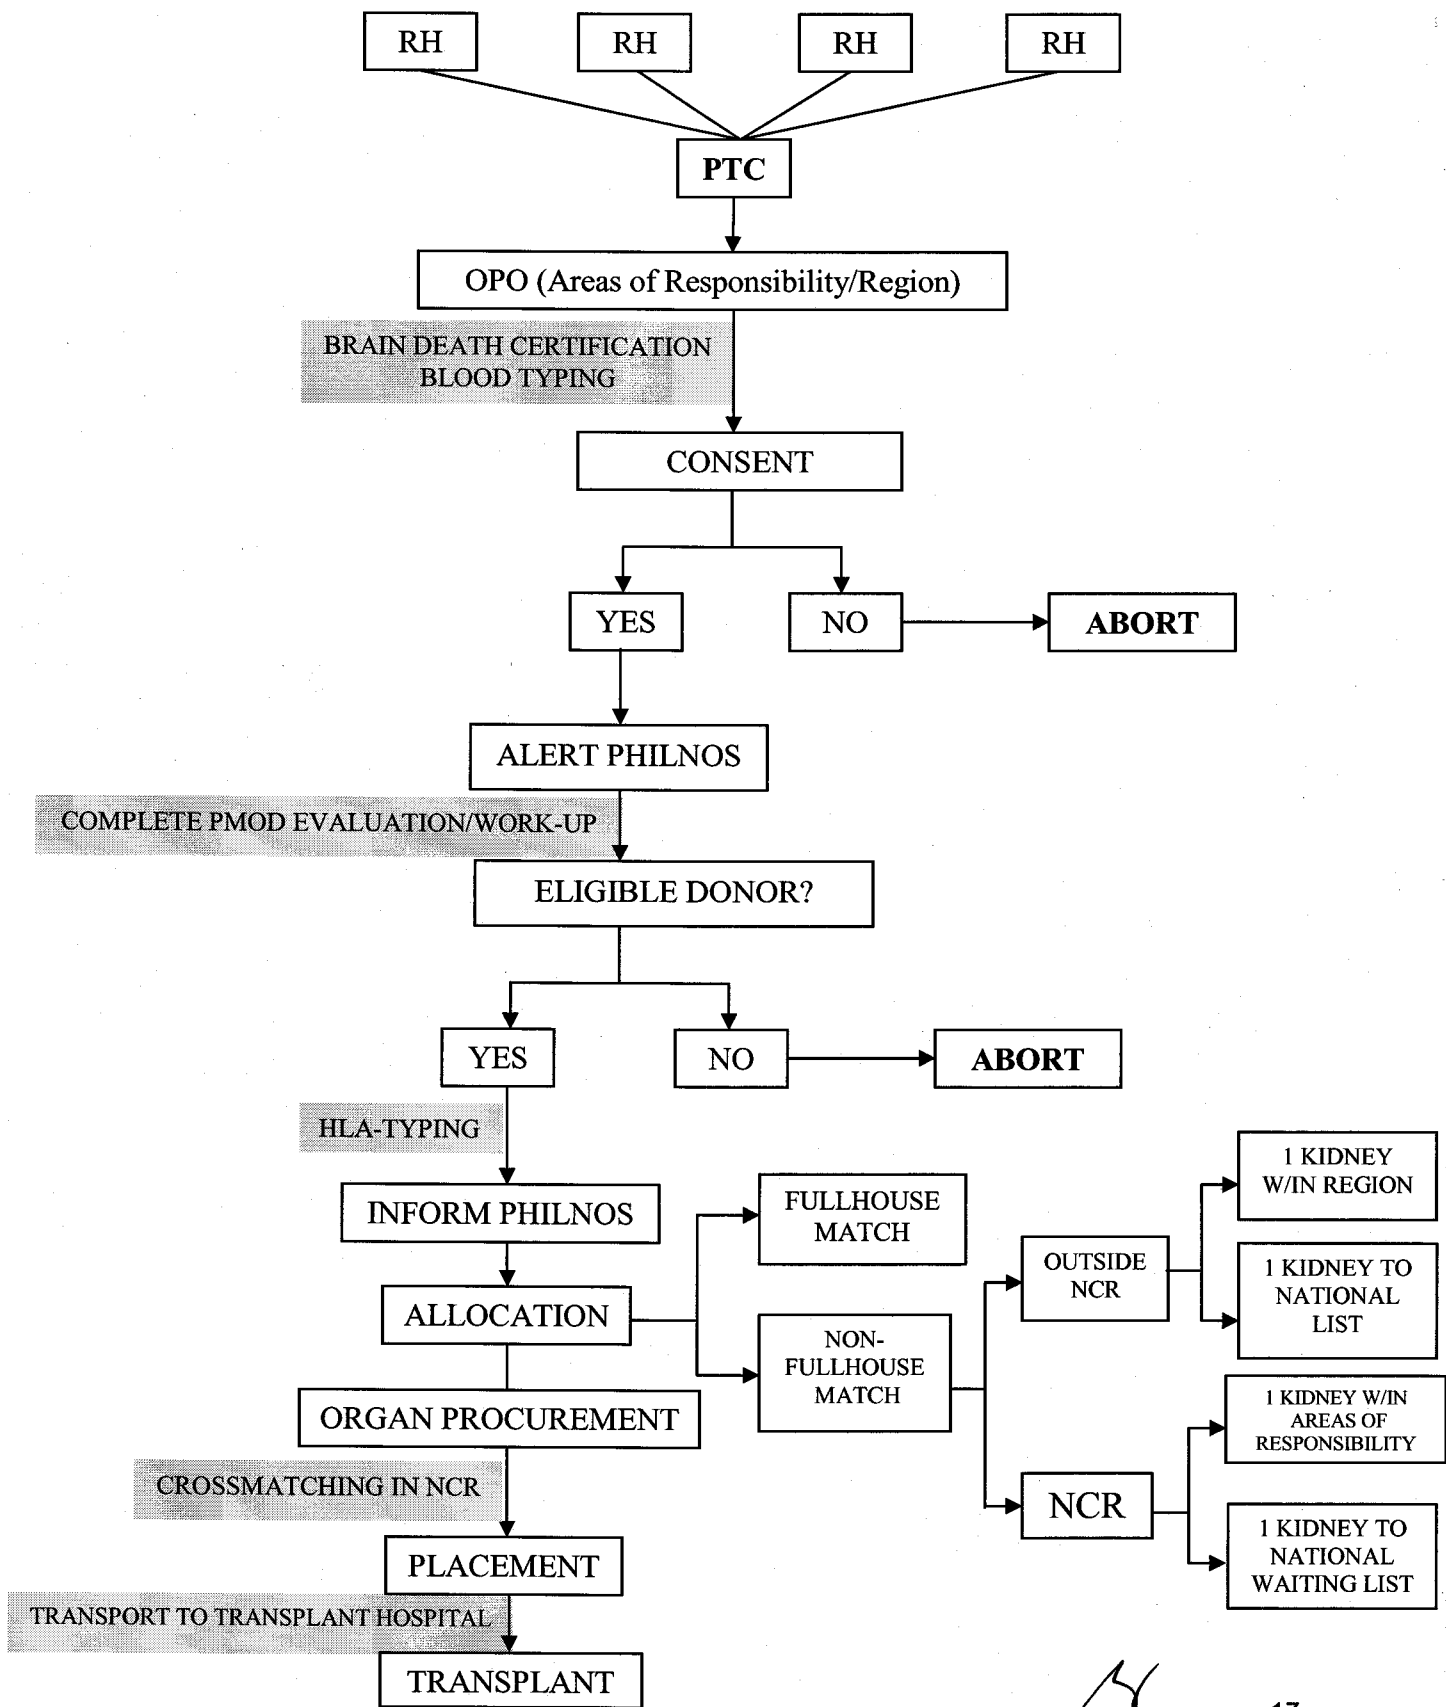 RH
RH
RH
RH
PTC
OPO (Areas of Responsibility/Region)
BRAIN DEATH CERTIFICATION
BLOOD TYPING
CONSENT
YES
NO
ABORT
ALERT PHILNOS
COMPLETE PMOD EVALUATION/WORK-UP
ELIGIBLE DONOR?
YES
NO
ABORT
HLA-TYPING
INFORM PHILNOS
ALLOCATION
FULLHOUSE
MATCH
NON-
FULLHOUSE
MATCH
OUTSIDE
NCR
1 KIDNEY
W/IN REGION
1 KIDNEY TO
NATIONAL
LIST
NCR
1 KIDNEY W/IN
AREAS OF
RESPONSIBILITY
1 KIDNEY TO
NATIONAL
WAITING LIST
ORGAN PROCUREMENT
CROSSMATCHING IN NCR
PLACEMENT
TRANSPORT TO TRANSPLANT HOSPITAL
TRANSPLANT